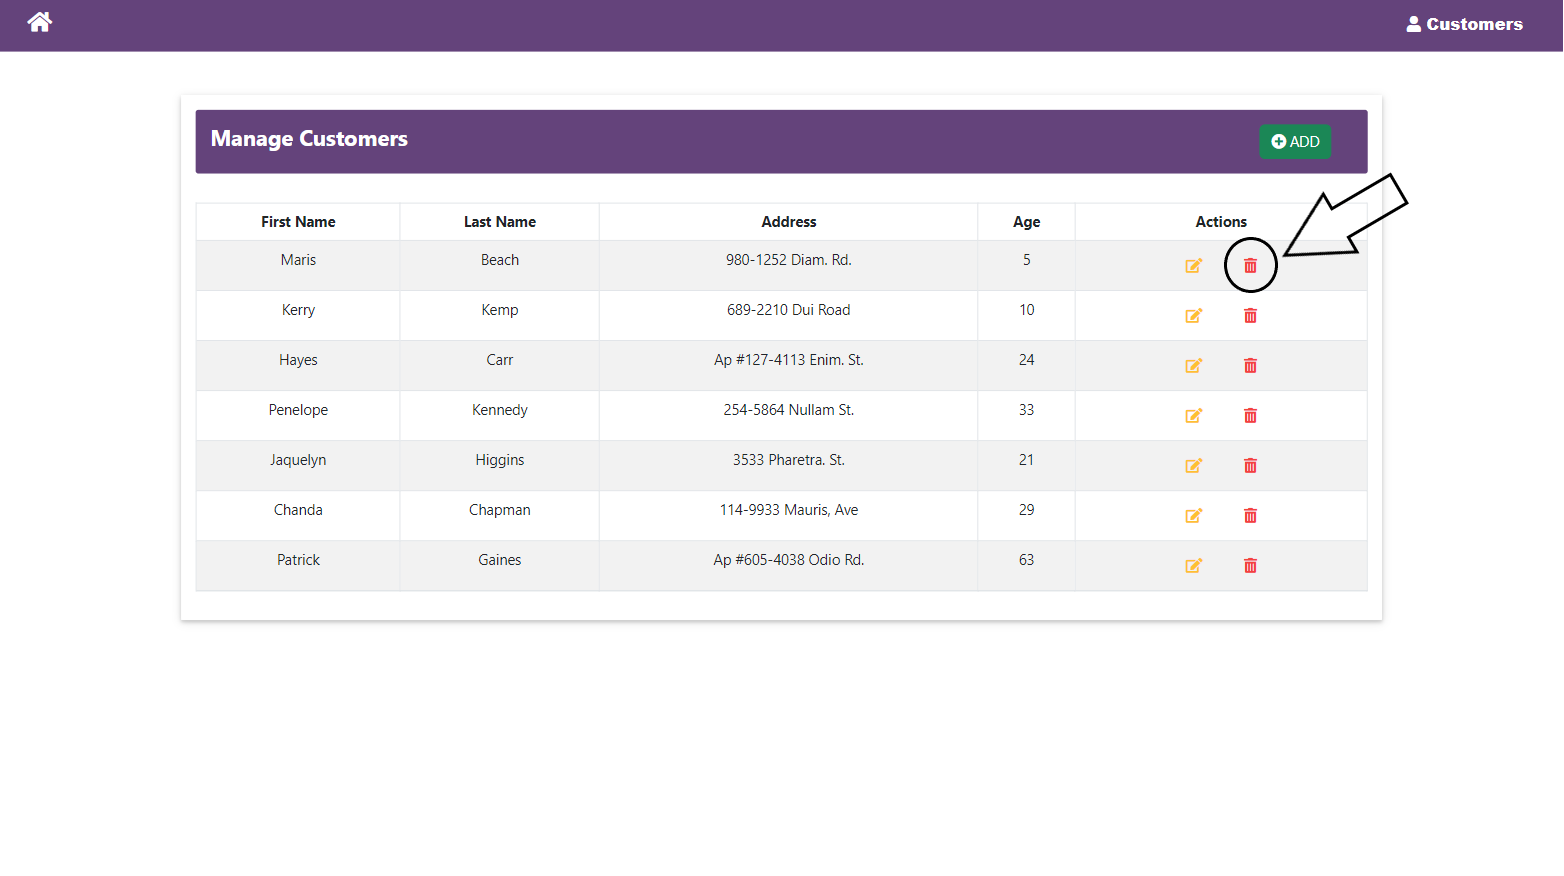 Customers
Manage Customers
ADD
First Name Last Name Address Age Actions
Maris Beach 980-1252 Diam. Rd. 5
Kerry Kemp 689-2210 Dui Road 10
Hayes Carr Ap #127-4113 Enim. St. 24
Penelope Kennedy 254-5864 Nullam St. 33
Jaquelyn Higgins 3533 Pharetra. St. 21
Chanda Chapman 114-9933 Mauris, Ave 29
Patrick Gaines Ap #605-4038 Odio Rd. 63